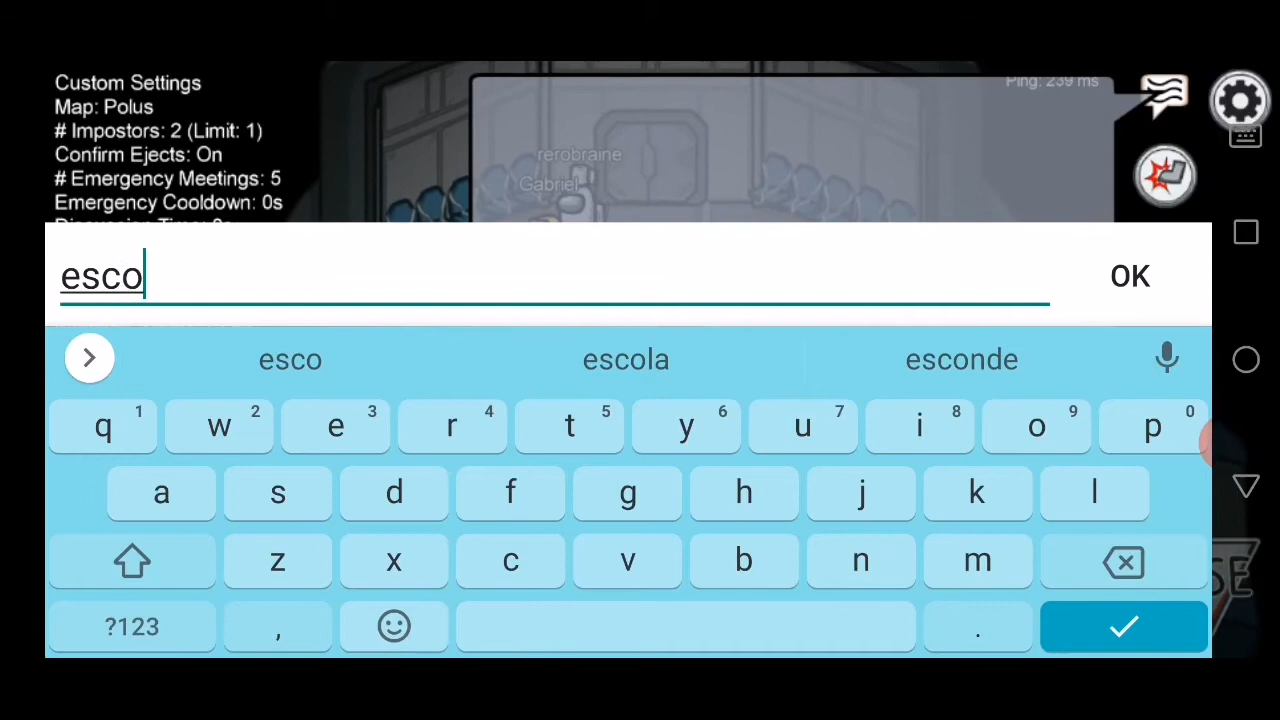 Custom Settings
Map: Polus
# Impostors: 2 (Limit: 1)
Confirm Ejects: On
# Emergency Meetings: 5
Emergency Cooldown: 0s
Ping: 239 ms
rerobraine
Gabriel
esco
OK
esco escola esconde
q 1 w 2 e 3 r 4 t 5 y 6 u 7 i 8 o 9 p 0
a s d f g h j k l
z x c v b n m
?123 , .